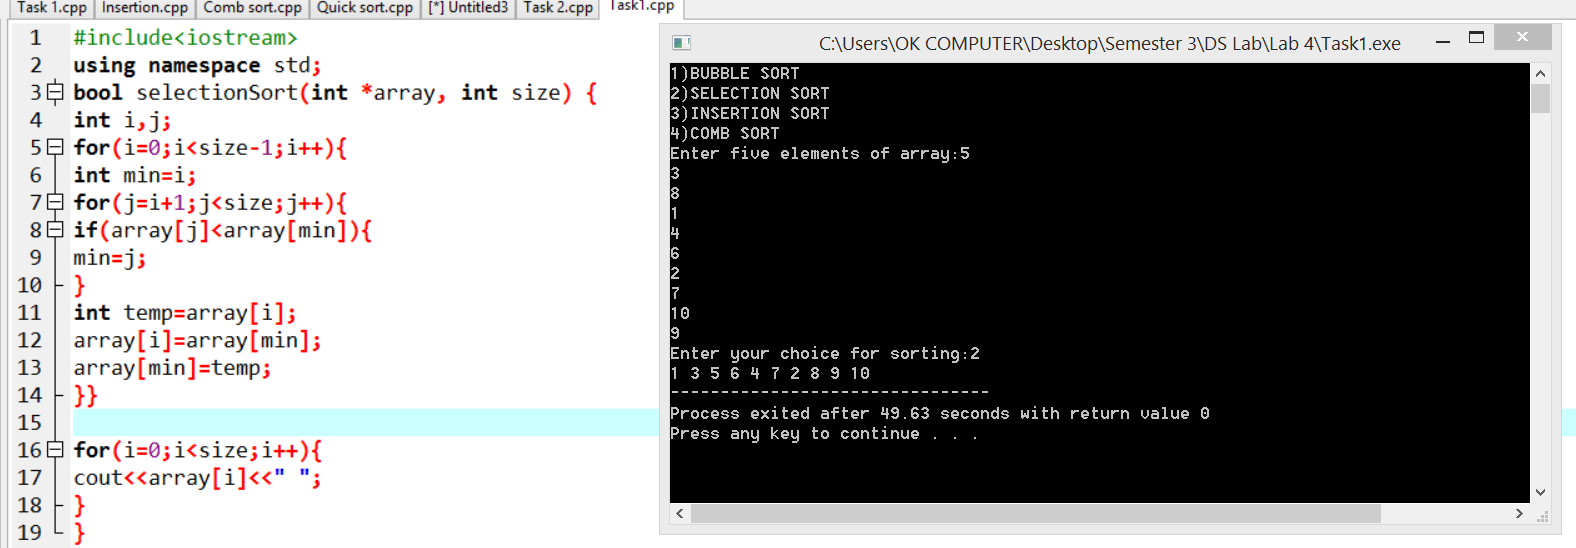 Task 1.cpp Insertion.cpp Comb sort.cpp Quick sort.cpp [*] Untitled3 Task 2.cpp Task1.cpp
1 #include<iostream>
2 using namespace std;
3 bool selectionSort(int *array, int size) {
4 int i,j;
5 for(i=0;i<size-1;i++){
6 int min=i;
7 for(j=i+1;j<size;j++){
8 if(array[j]<array[min]){
9 min=j;
10 }
11 int temp=array[i];
12 array[i]=array[min];
13 array[min]=temp;
14 }}
15
16 for(i=0;i<size;i++){
17 cout<<array[i]<<" ";
18 }
19 }
C:\Users\OK COMPUTER\Desktop\Semester 3\DS Lab\Lab 4\Task1.exe
1)BUBBLE SORT
2)SELECTION SORT
3)INSERTION SORT
4)COMB SORT
Enter five elements of array:5
3
8
1
4
6
2
7
10
9
Enter your choice for sorting:2
1 3 5 6 4 7 2 8 9 10
--------------------------------
Process exited after 49.63 seconds with return value 0
Press any key to continue . . .